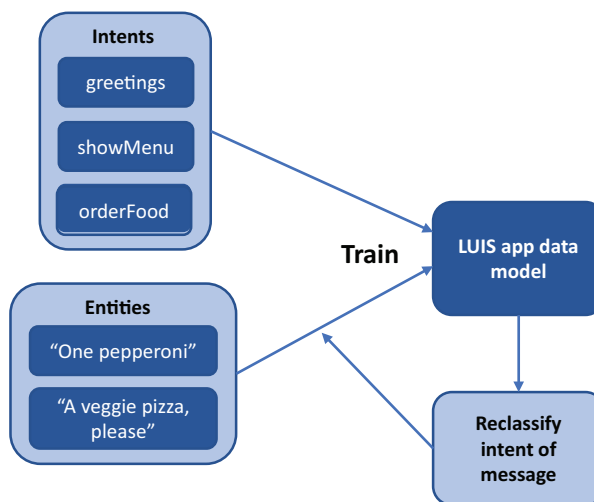 Intents
greetings
showMenu
orderFood
Train
LUIS app data
model
Entities
“One pepperoni”
“A veggie pizza,
please”
Reclassify
intent of
message